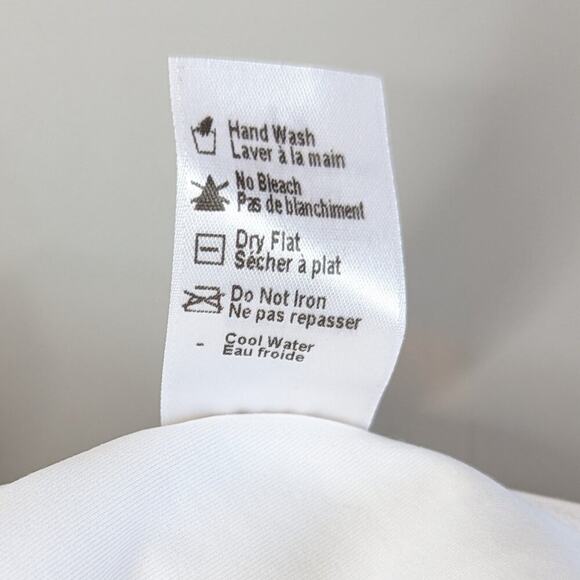 Hand Wash
Laver à la main
No Bleach
Pas de blanchiment
Dry Flat
Sécher à plat
Do Not Iron
Ne pas repasser
- Cool Water
Eau froide